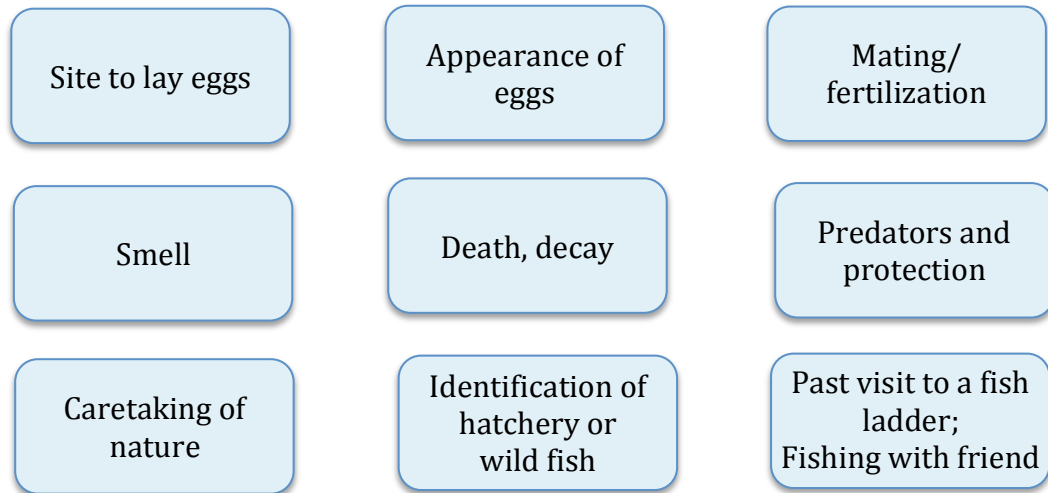 Site to lay eggs
Appearance of
eggs
Mating/
fertilization
Smell
Death, decay
Predators and
protection
Caretaking of
nature
Identification of
hatchery or
wild fish
Past visit to a fish
ladder;
Fishing with friend